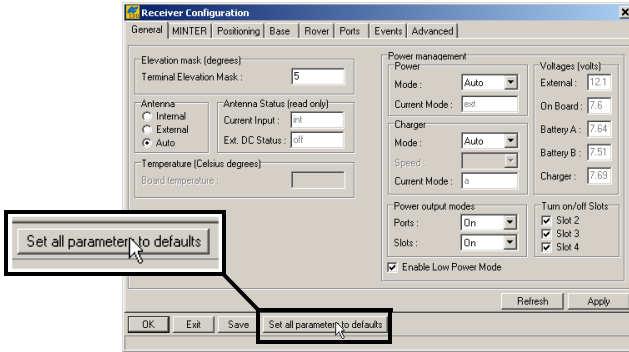 Receiver Configuration
General MINTER Positioning Base Rover Ports Events Advanced
Elevation mask (degrees)
Terminal Elevation Mask : 5
Antenna
Internal
External
Auto
Antenna Status (read only)
Current Input : int
Ext. DC Status : off
Temperature (Celsius degrees)
Board temperature :
Power management
Power
Mode : Auto
Current Mode : ext
Charger
Mode : Auto
Speed :
Current Mode : a
Voltages (volts)
External : 12.1
On Board : 7.6
Battery A : 7.64
Battery B : 7.51
Charger : 7.69
Power output modes
Ports : On
Slots : On
Turn on/off Slots
Slot 2
Slot 3
Slot 4
Enable Low Power Mode
Refresh Apply
OK Exit Save Set all parameters to defaults
Set all parameters to defaults